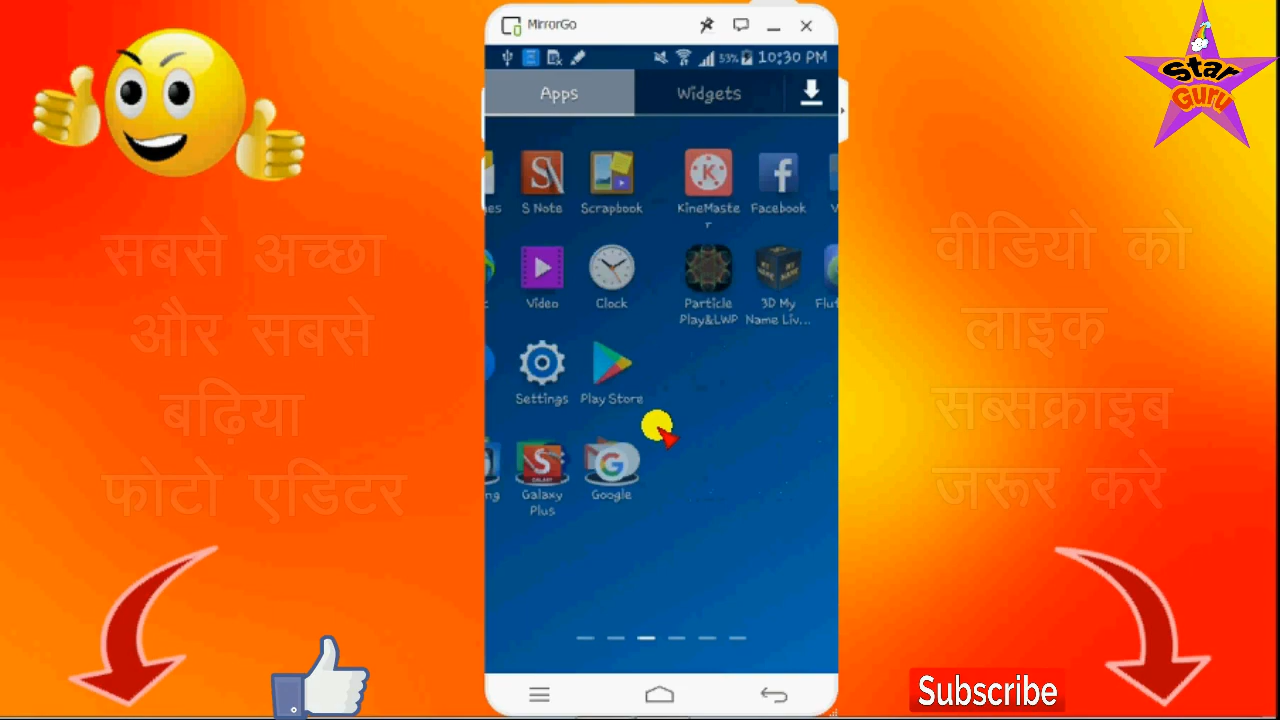 MirrorGo
53% 10:30 PM
Apps Widgets
S Note Scrapbook KineMaste
r
Facebook
Video Clock Particle
Play&LWP
3D My
Name Liv...
Settings Play Store
Galaxy
Plus
Google
सबसे अच्छा
और सबसे
बढ़िया
फोटो एडिटर
Star
Guru
वीडियो को
लाइक
सब्सक्राइब
जरूर करे
Subscribe